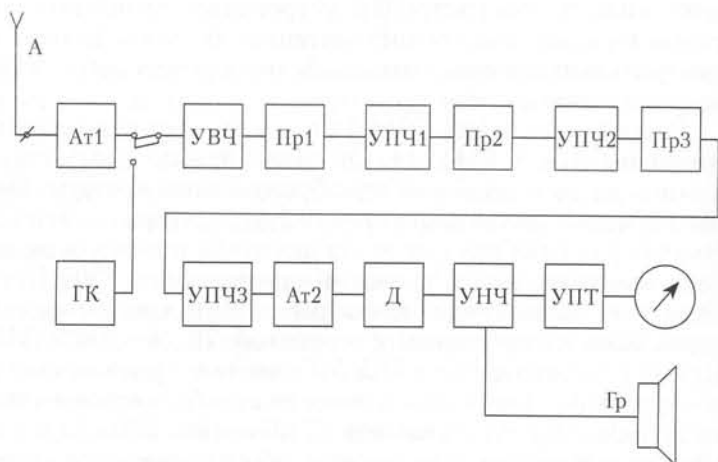 А
Ат1
УВЧ
Пр1
УПЧ1
Пр2
УПЧ2
Пр3
ГК
УПЧ3
Ат2
Д
УНЧ
УПТ
Гр